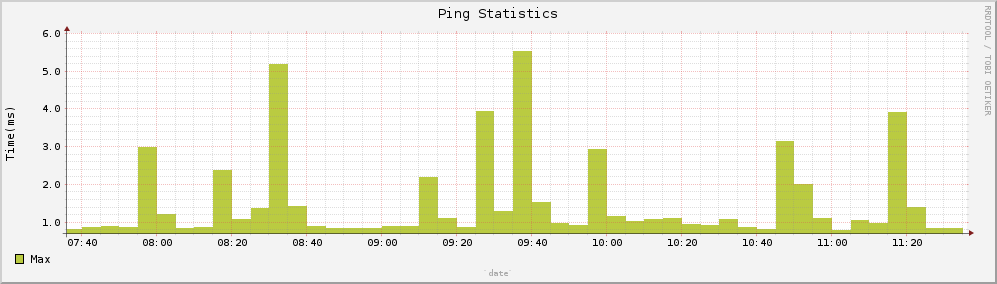 Ping Statistics
RRDTOOL / TOBI OETIKER
Time(ms)
6.0
5.0
4.0
3.0
2.0
1.0
07:40 08:00 08:20 08:40 09:00 09:20 09:40 10:00 10:20 10:40 11:00 11:20
Max
`date`